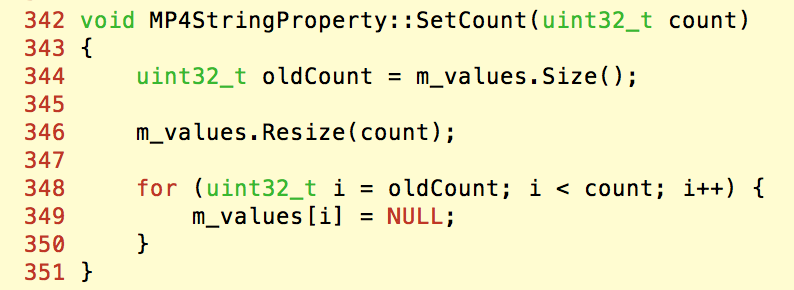 342 void MP4StringProperty::SetCount(uint32_t count)
343 {
344     uint32_t oldCount = m_values.Size();
345
346     m_values.Resize(count);
347
348     for (uint32_t i = oldCount; i < count; i++) {
349         m_values[i] = NULL;
350     }
351 }